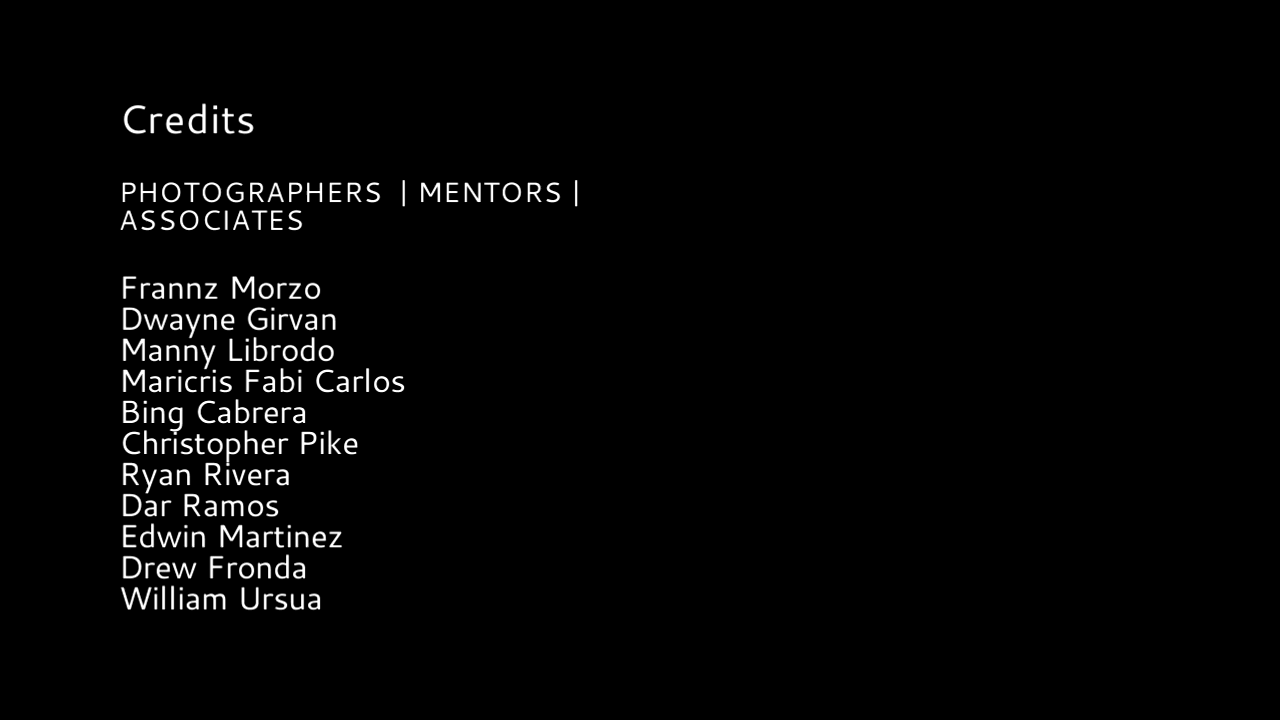 Credits
PHOTOGRAPHERS | MENTORS |
ASSOCIATES
Frannz Morzo
Dwayne Girvan
Manny Librodo
Maricris Fabi Carlos
Bing Cabrera
Christopher Pike
Ryan Rivera
Dar Ramos
Edwin Martinez
Drew Fronda
William Ursua